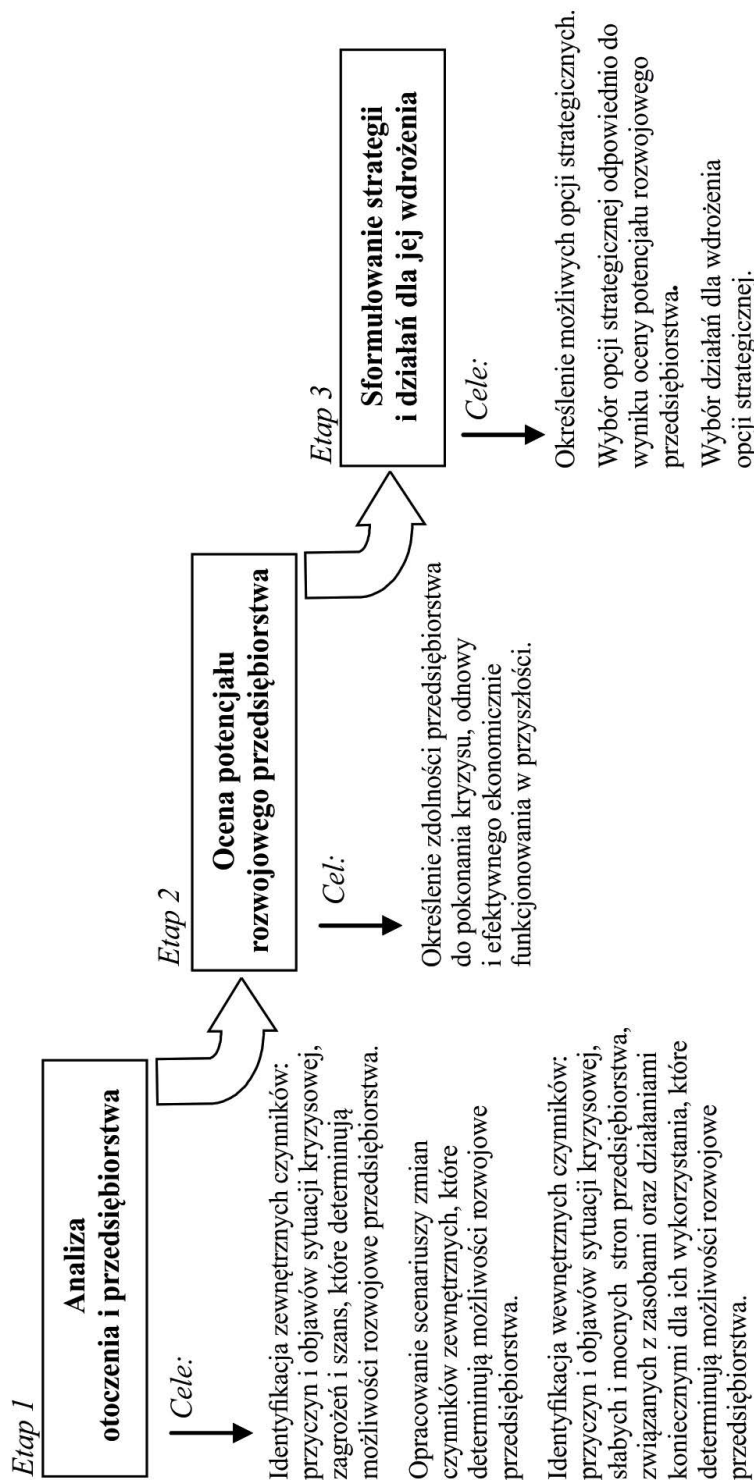 Etap 1
Analiza
otoczenia i przedsiębiorstwa
Cele:
Identyfikacja zewnętrznych czynników:
przyczyn i objawów sytuacji kryzysowej,
zagrożeń i szans, które determinują
możliwości rozwojowe przedsiębiorstwa.
Opracowanie scenariuszy zmian
czynników zewnętrznych, które
determinują możliwości rozwojowe
przedsiębiorstwa.
Identyfikacja wewnętrznych czynników:
przyczyn i objawów sytuacji kryzysowej,
słabych i mocnych stron przedsiębiorstwa,
związanych z zasobami oraz działaniami
koniecznymi dla ich wykorzystania, które
determinują możliwości rozwojowe
przedsiębiorstwa.
Etap 2
Ocena potencjału
rozwojowego przedsiębiorstwa
Cel:
Określenie zdolności przedsiębiorstwa
do pokonania kryzysu, odnowy
i efektywnego ekonomicznie
funkcjonowania w przyszłości.
Etap 3
Sformułowanie strategii
i działań dla jej wdrożenia
Cele:
Określenie możliwych opcji strategicznych.
Wybór opcji strategicznej odpowiednio do
wyniku oceny potencjału rozwojowego
przedsiębiorstwa.
Wybór działań dla wdrożenia
opcji strategicznej.